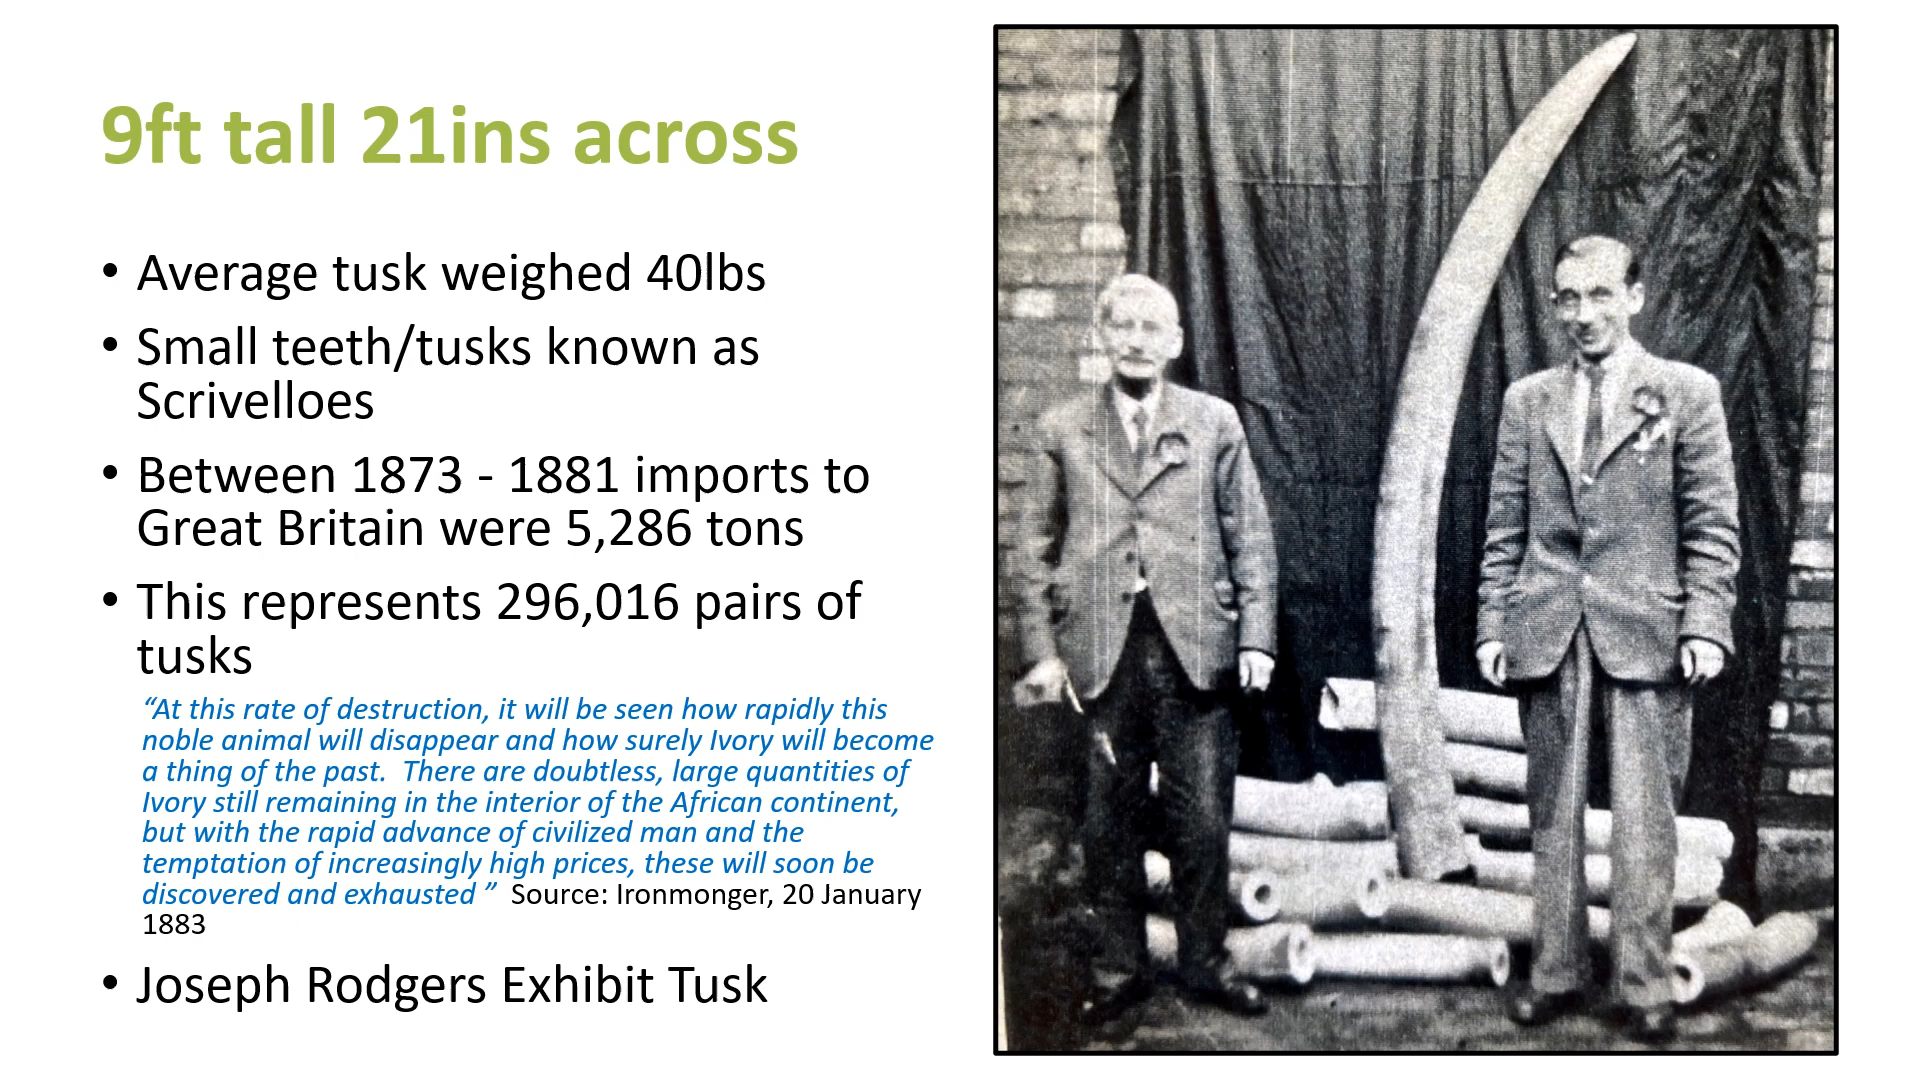 9ft tall 21ins across
• Average tusk weighed 40lbs
• Small teeth/tusks known as
Scrivelloes
• Between 1873 - 1881 imports to
Great Britain were 5,286 tons
• This represents 296,016 pairs of
tusks
“At this rate of destruction, it will be seen how rapidly this
noble animal will disappear and how surely Ivory will become
a thing of the past.  There are doubtless, large quantities of
Ivory still remaining in the interior of the African continent,
but with the rapid advance of civilized man and the
temptation of increasingly high prices, these will soon be
discovered and exhausted ”  Source: Ironmonger, 20 January
1883
• Joseph Rodgers Exhibit Tusk